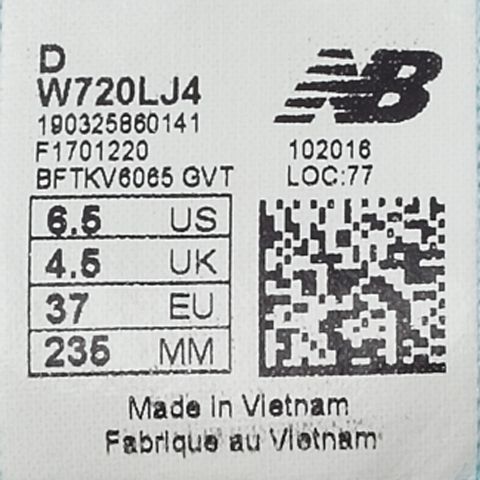 D
W720LJ4
190325860141
F1701220
BFTKV6065 GVT
NB
102016
LOC:77
6.5 US
4.5 UK
37 EU
235 MM
Made in Vietnam
Fabrique au Vietnam